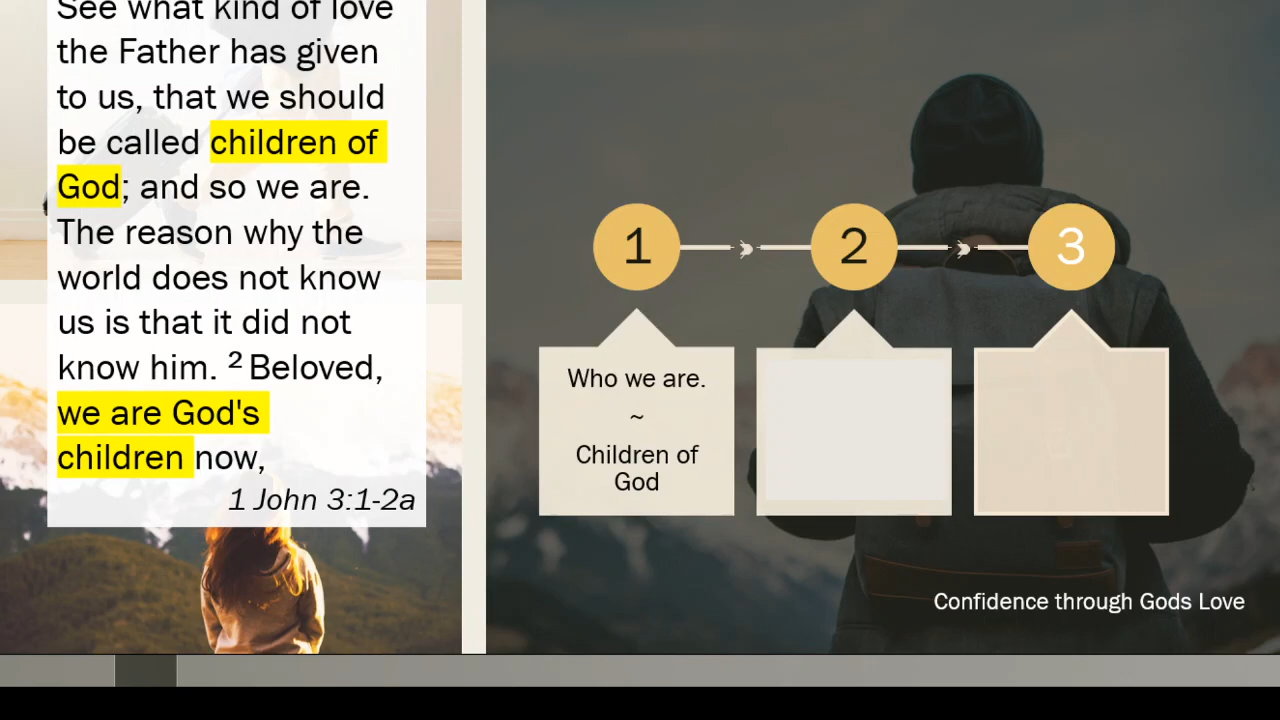 See what kind of love
the Father has given
to us, that we should
be called children of
God; and so we are.
The reason why the
world does not know
us is that it did not
know him. ² Beloved,
we are God's
children now,
1 John 3:1-2a
1
2
3
Who we are.
~
Children of
God
Confidence through Gods Love